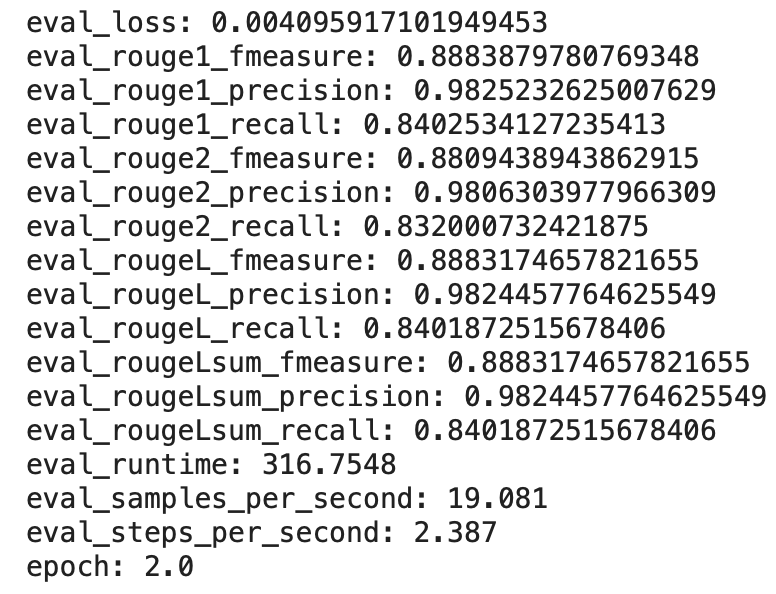 eval_loss: 0.004095917101949453
eval_rouge1_fmeasure: 0.8883879780769348
eval_rouge1_precision: 0.9825232625007629
eval_rouge1_recall: 0.8402534127235413
eval_rouge2_fmeasure: 0.8809438943862915
eval_rouge2_precision: 0.9806303977966309
eval_rouge2_recall: 0.832000732421875
eval_rougeL_fmeasure: 0.8883174657821655
eval_rougeL_precision: 0.9824457764625549
eval_rougeL_recall: 0.8401872515678406
eval_rougeLsum_fmeasure: 0.8883174657821655
eval_rougeLsum_precision: 0.9824457764625549
eval_rougeLsum_recall: 0.8401872515678406
eval_runtime: 316.7548
eval_samples_per_second: 19.081
eval_steps_per_second: 2.387
epoch: 2.0